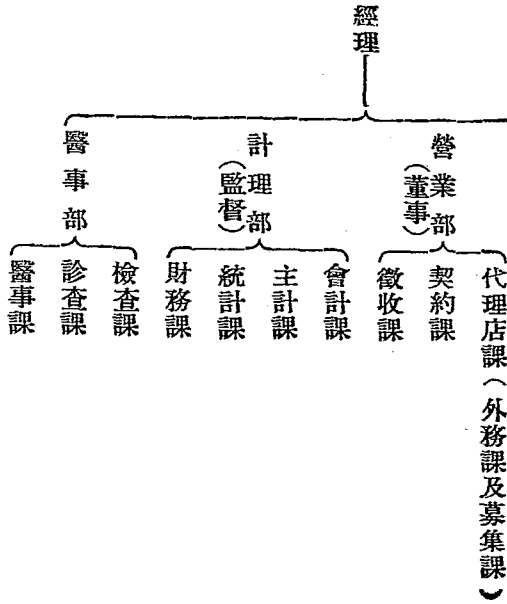 經理
營業部
(董事)
代理店課(外務課及募集課)
契約課
徵收課
計理部
(監督)
會計課
主計課
統計課
財務課
醫事部
檢查課
診查課
醫事課